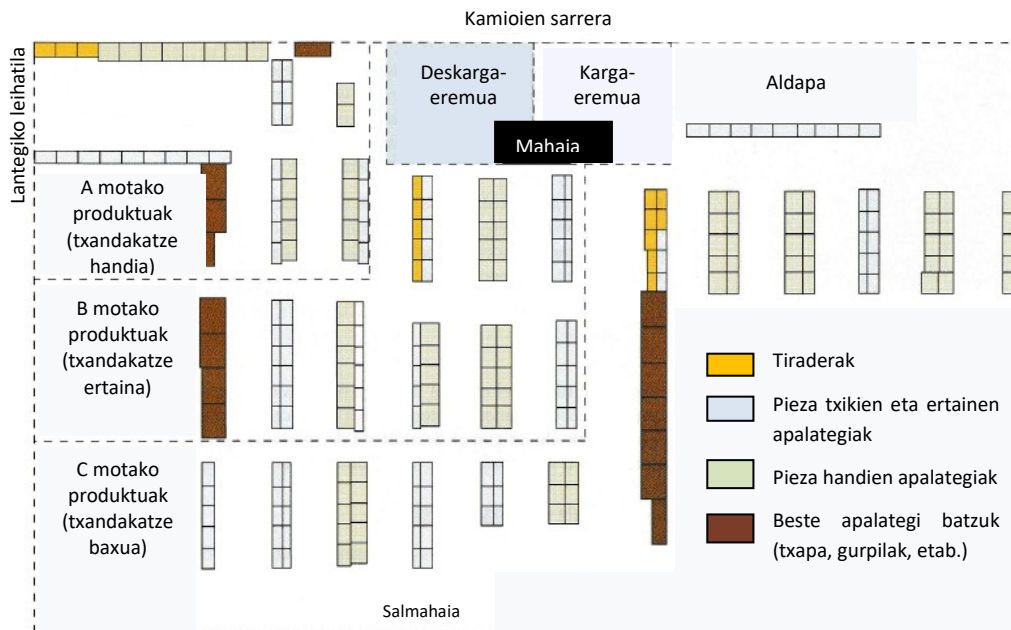 Kamioien sarrera
Lantegiko leihatila
Deskarga-
eremua
Karga-
eremua
Aldapa
Mahaia
A motako
produktuak
(txandakatze
handia)
B motako
produktuak
(txandakatze
ertaina)
C motako
produktuak
(txandakatze
baxua)
Tiraderak
Pieza txikien eta ertainen
apalategiak
Pieza handien apalategiak
Beste apalategi batzuk
(txapa, gurpilak, etab.)
Salmahaia